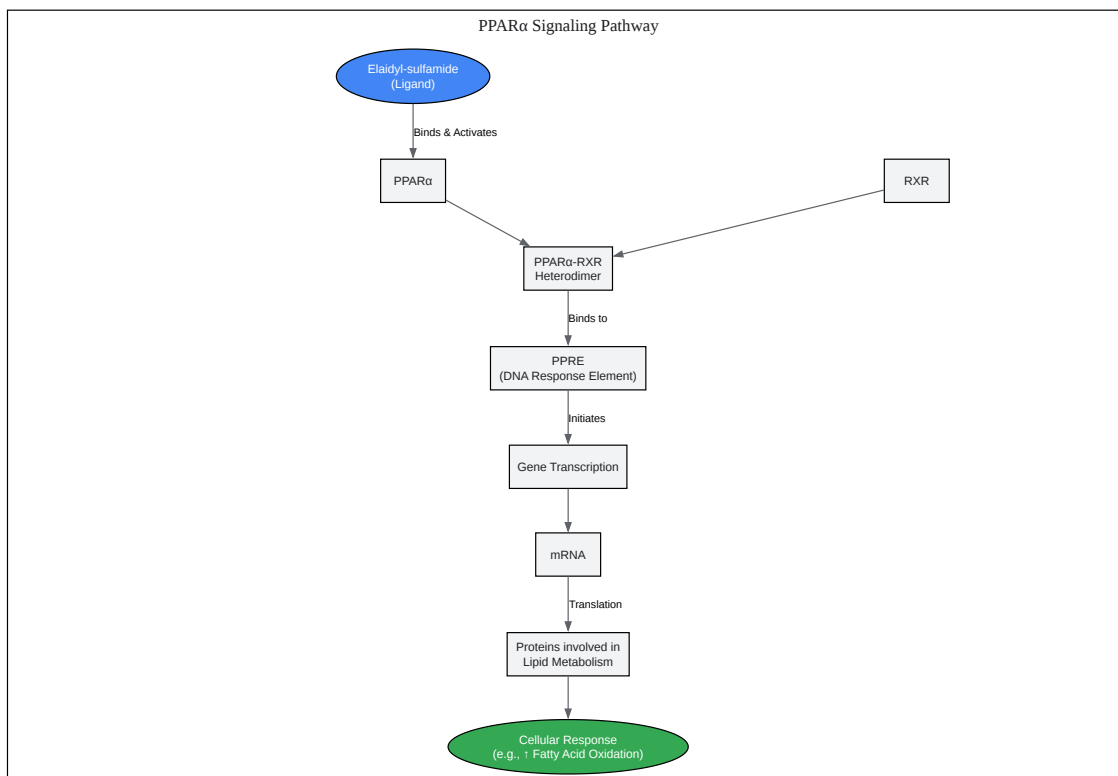 PPARα Signaling Pathway
Elaidyl-sulfamide
(Ligand)
Binds & Activates
PPARα
RXR
PPARα-RXR
Heterodimer
Binds to
PPRE
(DNA Response Element)
Initiates
Gene Transcription
mRNA
Translation
Proteins involved in
Lipid Metabolism
Cellular Response
(e.g., ↑ Fatty Acid Oxidation)